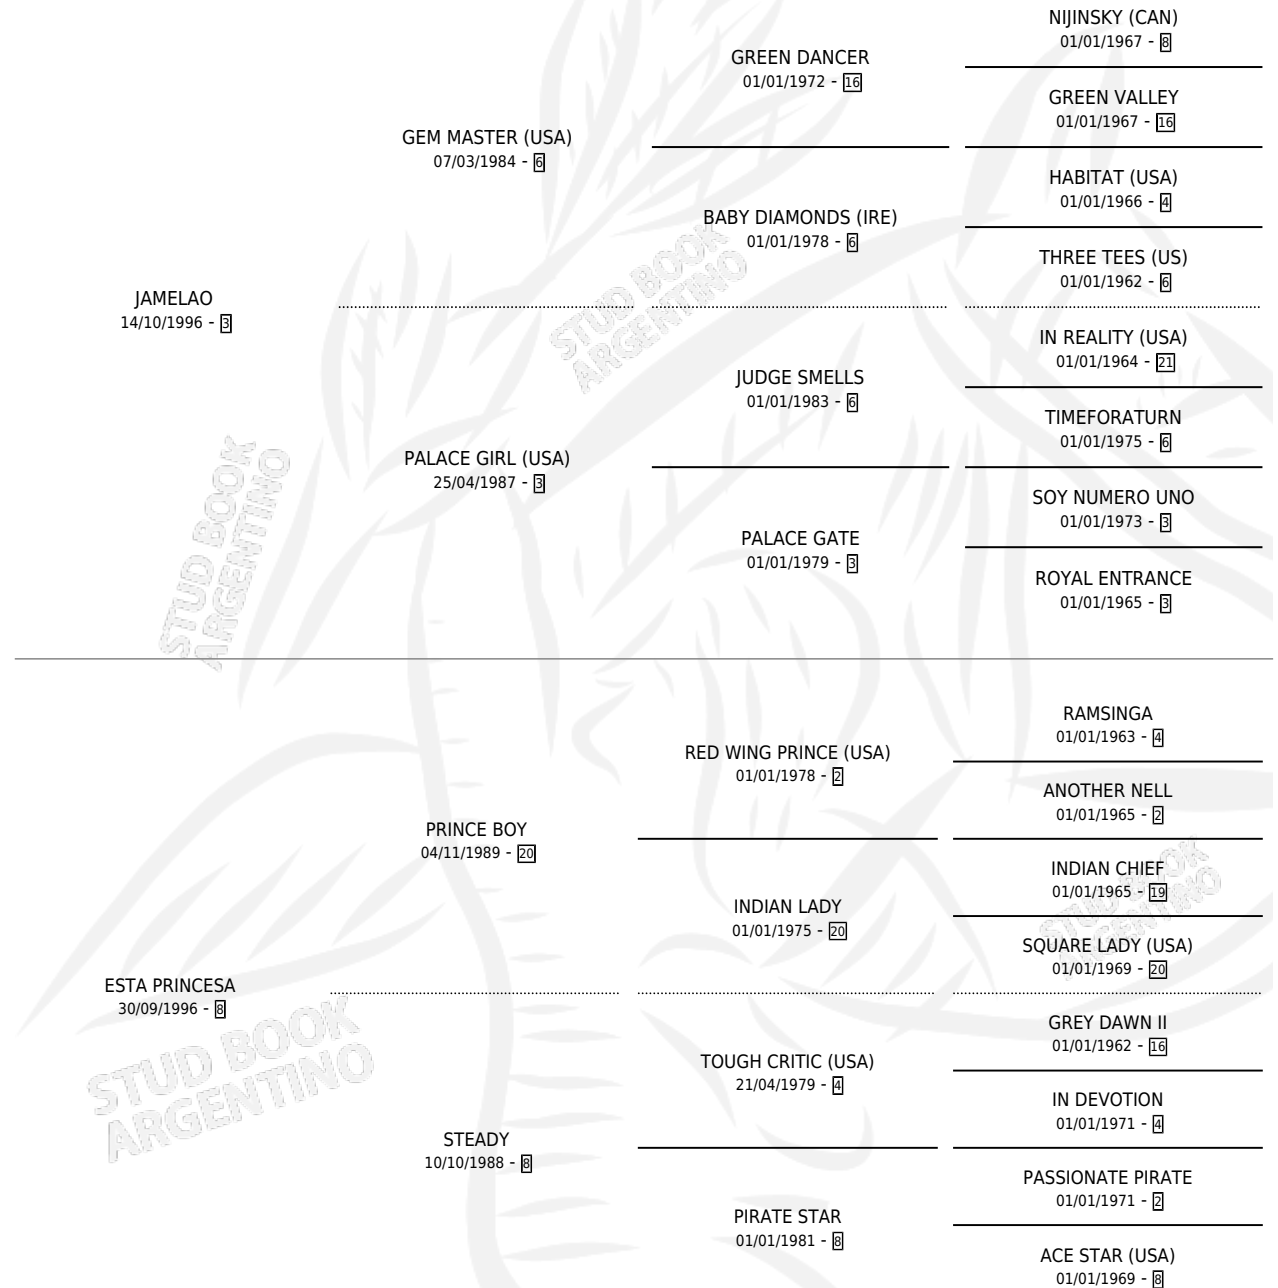 NIJINSKY (CAN)
01/01/1967 - 8
GREEN DANCER
01/01/1972 - 16
GREEN VALLEY
01/01/1967 - 16
GEM MASTER (USA)
07/03/1984 - 6
HABITAT (USA)
01/01/1966 - 4
BABY DIAMONDS (IRE)
01/01/1978 - 6
THREE TEES (US)
01/01/1962 - 6
JAMELAO
14/10/1996 - 3
IN REALITY (USA)
01/01/1964 - 21
JUDGE SMELLS
01/01/1983 - 6
TIMEFORATURN
01/01/1975 - 6
PALACE GIRL (USA)
25/04/1987 - 3
SOY NUMERO UNO
01/01/1973 - 3
PALACE GATE
01/01/1979 - 3
ROYAL ENTRANCE
01/01/1965 - 3
STUD BOOK
ARGENTINO
STUD BOOK
ARGENTINO
RAMSINGA
01/01/1963 - 4
RED WING PRINCE (USA)
01/01/1978 - 2
ANOTHER NELL
01/01/1965 - 2
PRINCE BOY
04/11/1989 - 20
INDIAN CHIEF
01/01/1965 - 19
INDIAN LADY
01/01/1975 - 20
SQUARE LADY (USA)
01/01/1969 - 20
ESTA PRINCESA
30/09/1996 - 8
GREY DAWN II
01/01/1962 - 16
TOUGH CRITIC (USA)
21/04/1979 - 4
IN DEVOTION
01/01/1971 - 4
STEADY
10/10/1988 - 8
PASSIONATE PIRATE
01/01/1971 - 2
PIRATE STAR
01/01/1981 - 8
ACE STAR (USA)
01/01/1969 - 8
STUD BOOK
ARGENTINO
STUD BOOK
ARGENTINO